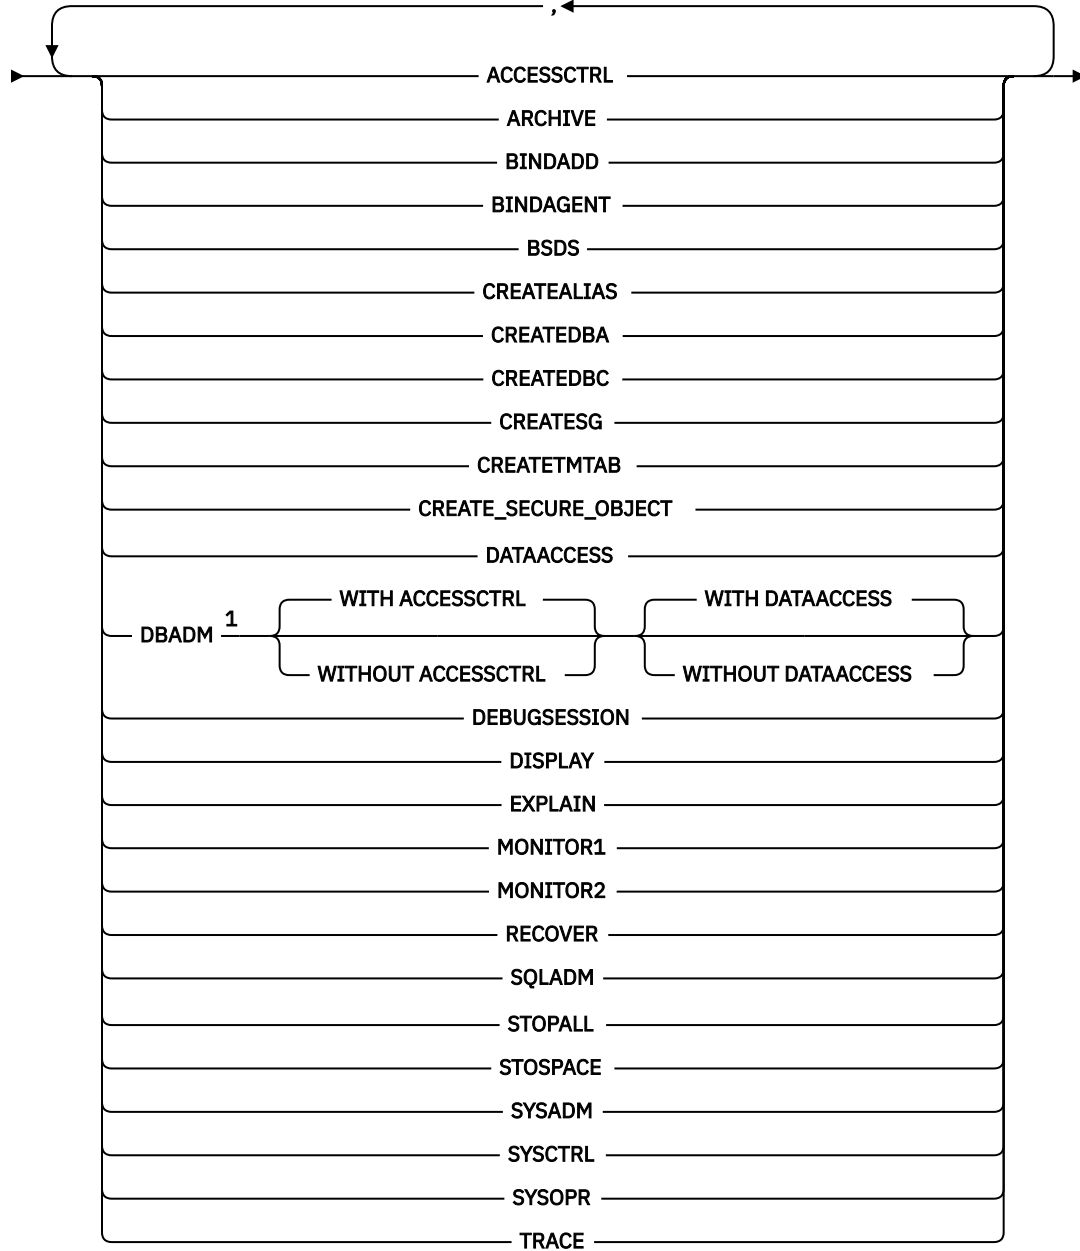 ,
ACCESSCTRL
ARCHIVE
BINDADD
BINDAGENT
BSDS
CREATEALIAS
CREATEDBA
CREATEDBC
CREATESG
CREATETMTAB
CREATE_SECURE_OBJECT
DATAACCESS
WITH ACCESSCTRL WITH DATAACCESS
DBADM 1
WITHOUT ACCESSCTRL WITHOUT DATAACCESS
DEBUGSESSION
DISPLAY
EXPLAIN
MONITOR1
MONITOR2
RECOVER
SQLADM
STOPALL
STOSPACE
SYSADM
SYSCTRL
SYSOPR
TRACE